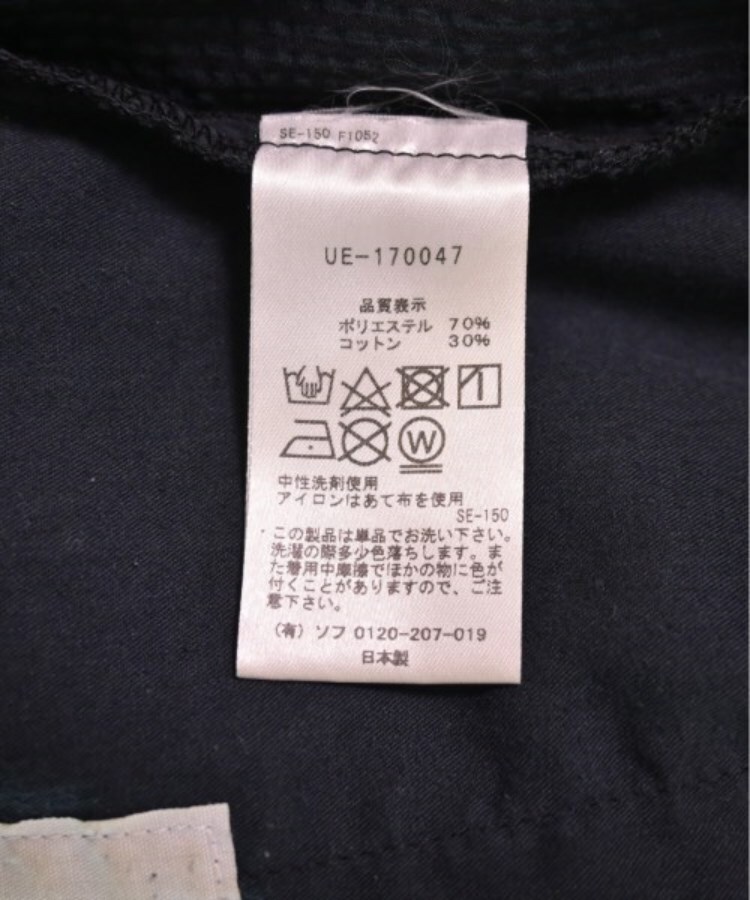 SE-150 F1052
UE-170047
品質表示
ポリエステル 70%
コットン 30%
W
中性洗剤使用
アイロンはあて布を使用
SE-150
・この製品は単品でお洗い下さい。
洗濯の際多少色落ちします。ま
た着用中摩擦でほかの物に色が
付くことがありますので、ご注
意下さい。
(有) ソフ 0120-207-019
日本製